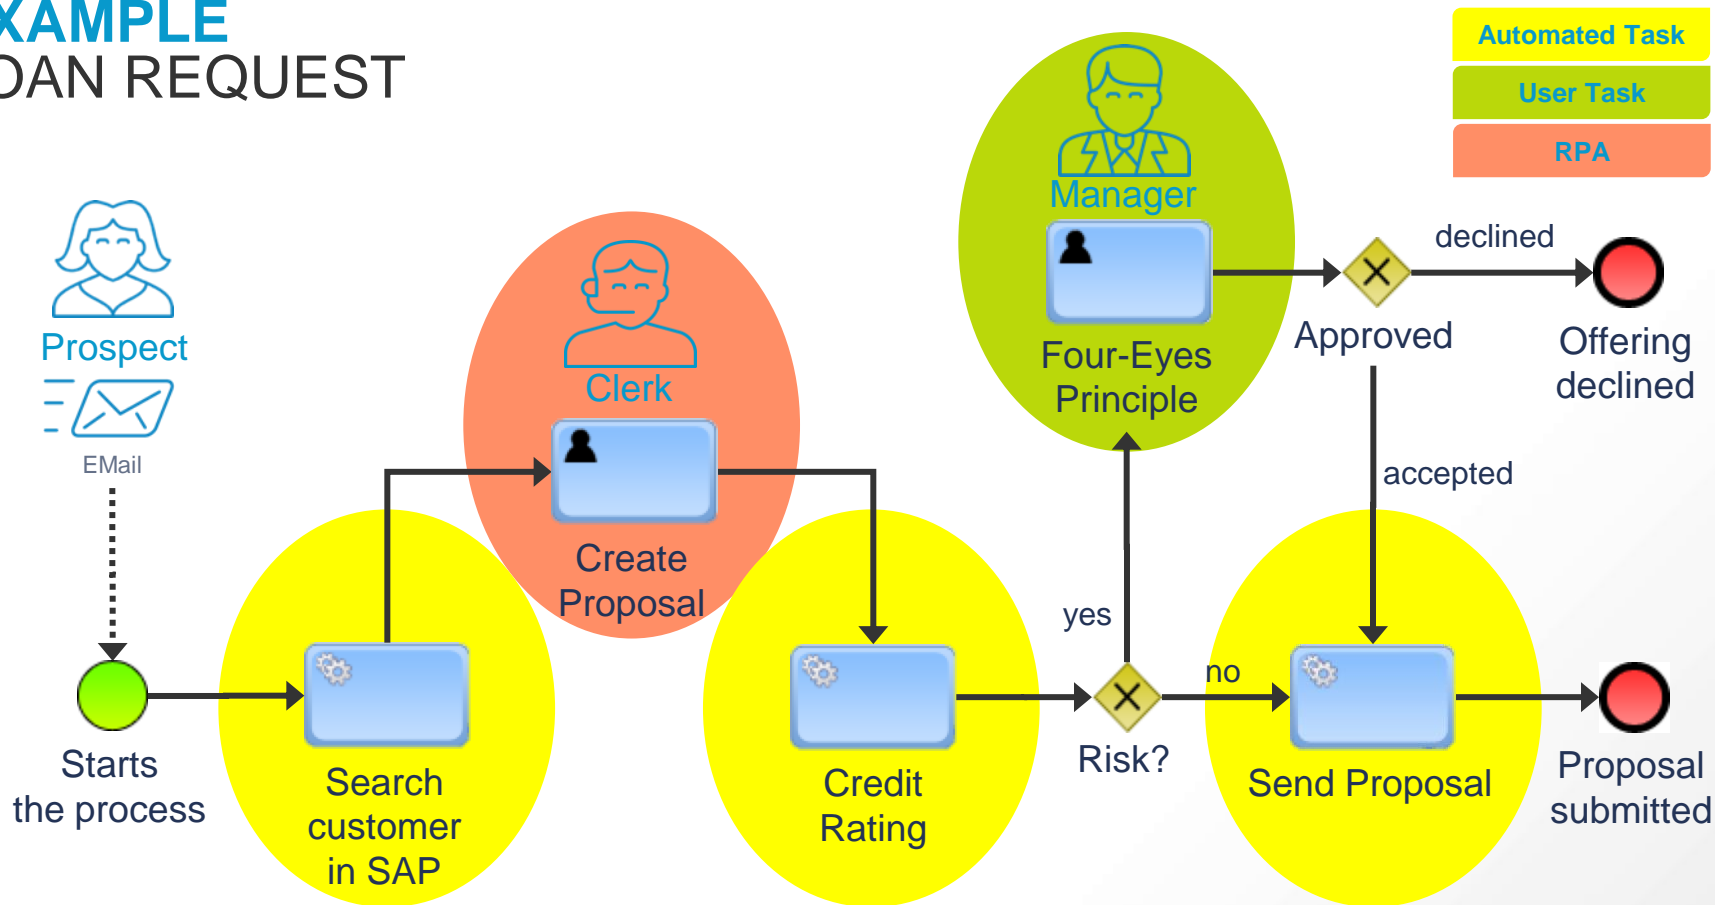 XAMPLE
OAN REQUEST
Automated Task
User Task
RPA
Prospect
EMail
Starts
the process
Search
customer
in SAP
Clerk
Create
Proposal
Credit
Rating
Risk?
yes
no
Manager
Four-Eyes
Principle
Approved
declined
Offering
declined
accepted
Send Proposal
Proposal
submitted